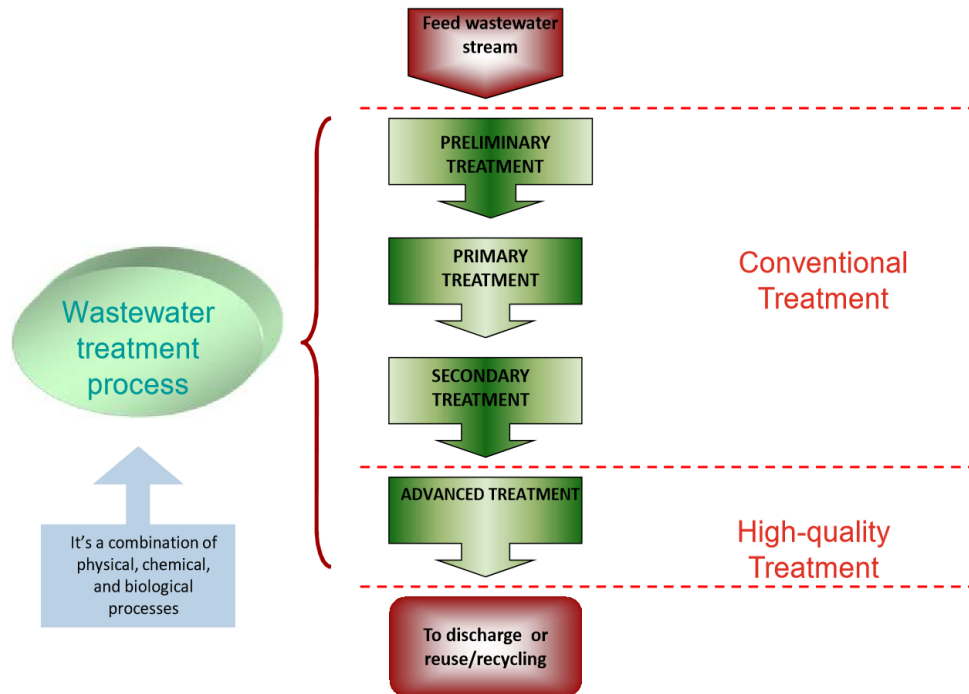 Feed wastewater
stream
PRELIMINARY
TREATMENT
PRIMARY
TREATMENT
Conventional
Treatment
Wastewater
treatment
process
SECONDARY
TREATMENT
ADVANCED TREATMENT
High-quality
Treatment
It's a combination of
physical, chemical,
and biological
processes
To discharge or
reuse/recycling